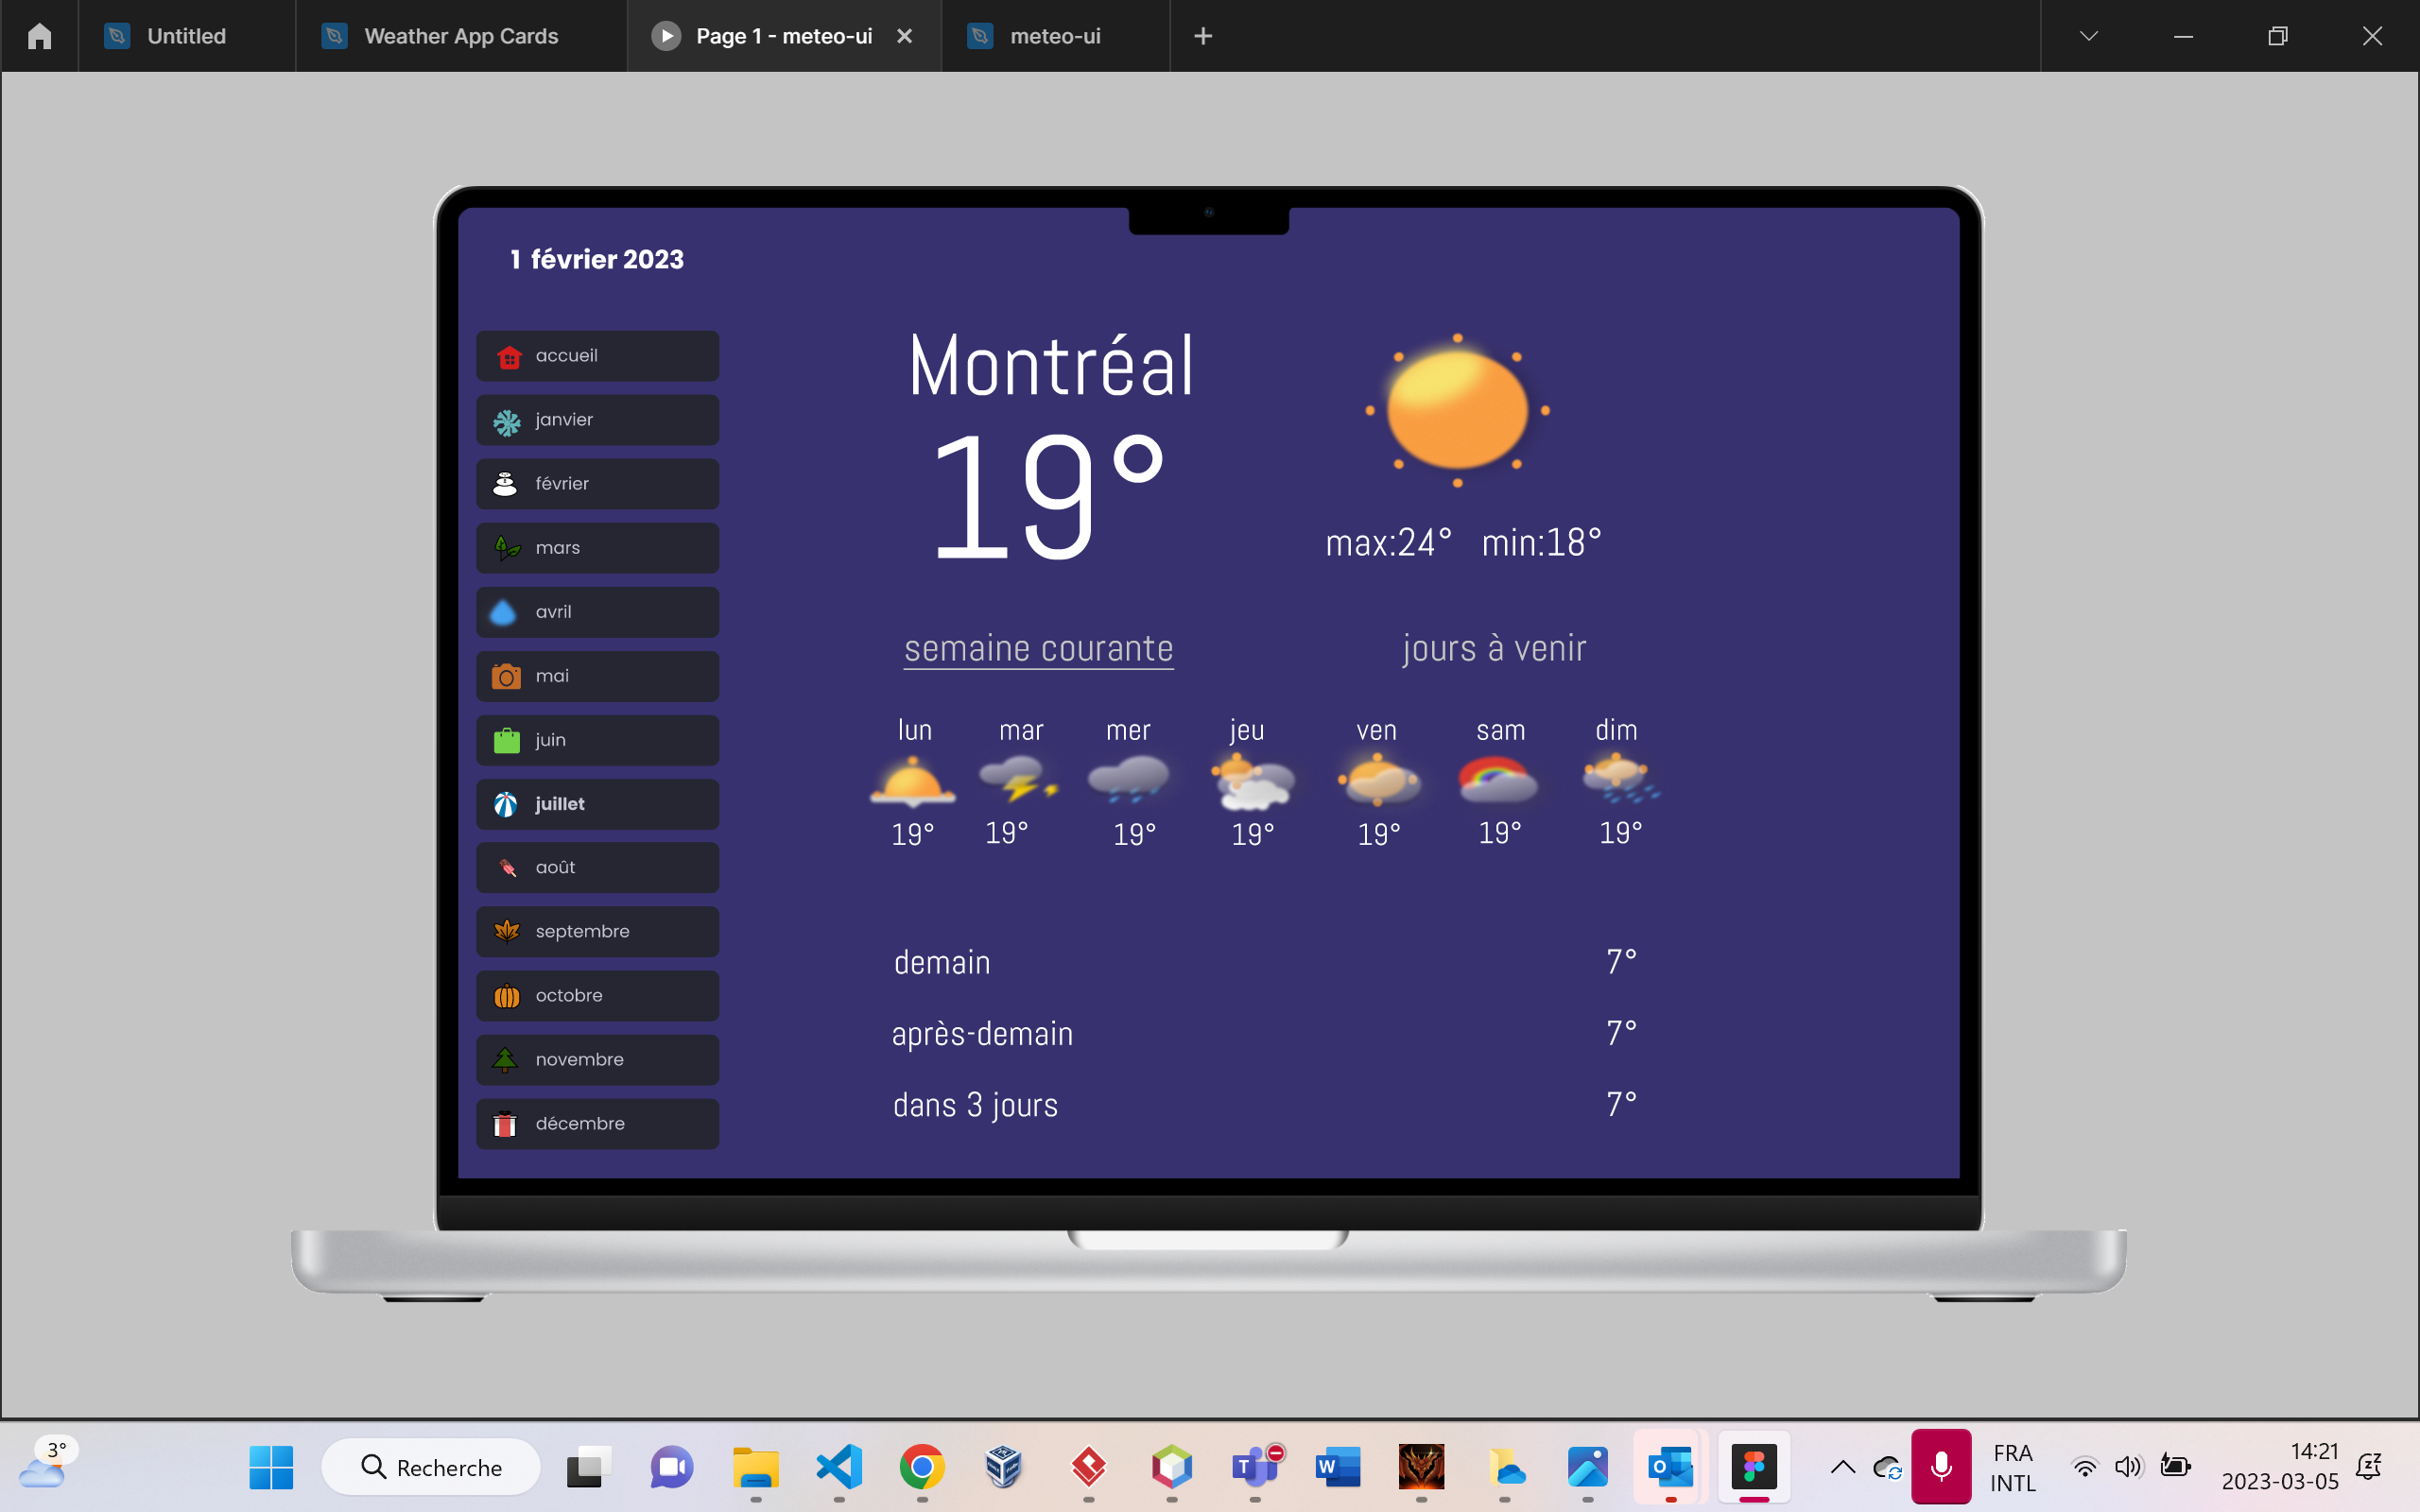 Untitled
Weather App Cards
Page 1 - meteo-ui
meteo-ui
1 février 2023
accueil
janvier
février
mars
avril
mai
juin
juillet
août
septembre
octobre
novembre
décembre
Montréal
19°
max:24° min:18°
semaine courante
jours à venir
lun mar mer jeu ven sam dim
19° 19° 19° 19° 19° 19° 19°
demain 7°
après-demain 7°
dans 3 jours 7°
3°
Recherche
T
W
O
FRA
INTL
14:21
2023-03-05